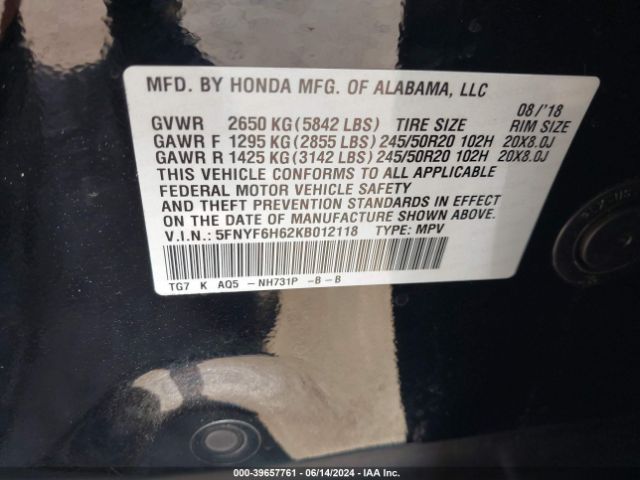 MFD. BY HONDA MFG. OF ALABAMA, LLC
08/'18
GVWR 2650 KG(5842 LBS) TIRE SIZE RIM SIZE
GAWR F 1295 KG(2855 LBS)245/50R20 102H 20X8.0J
GAWR R 1425 KG(3142 LBS)245/50R20 102H 20X8.0J
THIS VEHICLE CONFORMS TO ALL APPLICABLE
FEDERAL MOTOR VEHICLE SAFETY
AND THEFT PREVENTION STANDARDS IN EFFECT
ON THE DATE OF MANUFACTURE SHOWN ABOVE.
V.I.N.: 5FNYF6H62KB012118 TYPE: MPV
TG7 K AQ5 -NH731P -B-B
000-39657761 | 06/14/2024 | IAA Inc.